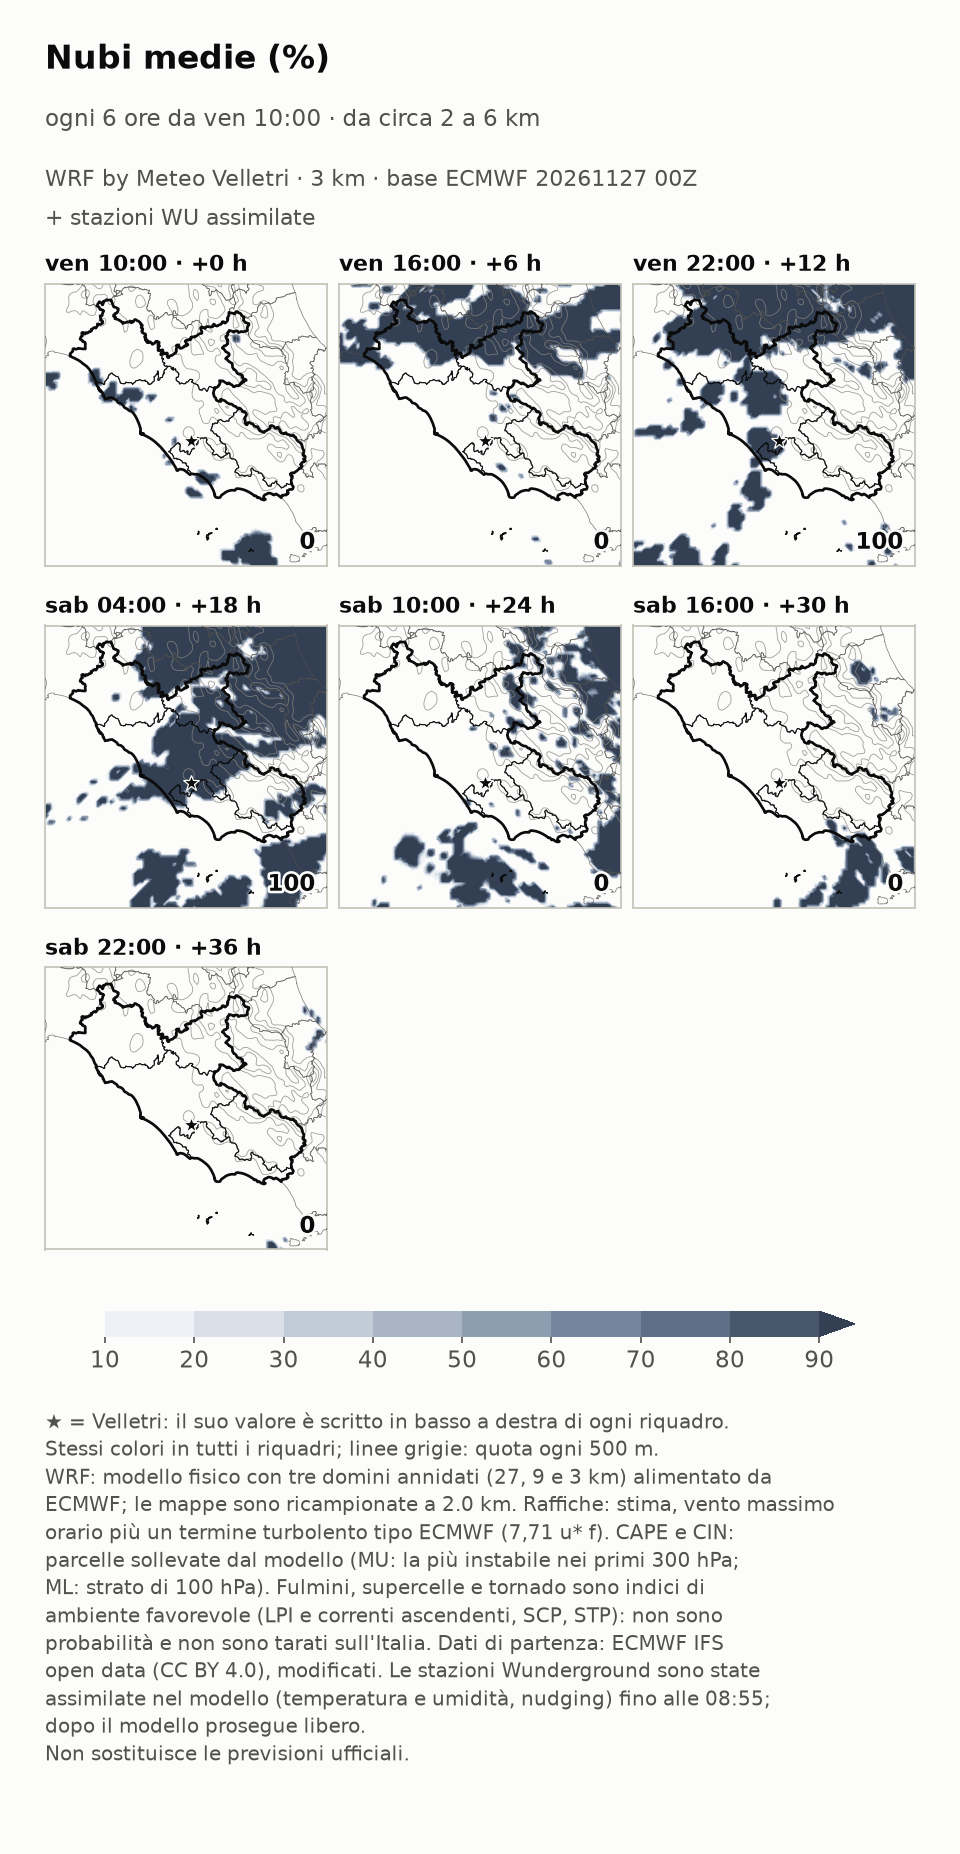 Nubi medie (%)
ogni 6 ore da ven 10:00 · da circa 2 a 6 km
WRF by Meteo Velletri · 3 km · base ECMWF 20261127 00Z
+ stazioni WU assimilate
ven 10:00 · +0 h
0
ven 16:00 · +6 h
0
ven 22:00 · +12 h
100
sab 04:00 · +18 h
100
sab 10:00 · +24 h
0
sab 16:00 · +30 h
0
sab 22:00 · +36 h
0
10 20 30 40 50 60 70 80 90
★ = Velletri: il suo valore è scritto in basso a destra di ogni riquadro.
Stessi colori in tutti i riquadri; linee grigie: quota ogni 500 m.
WRF: modello fisico con tre domini annidati (27, 9 e 3 km) alimentato da
ECMWF; le mappe sono ricampionate a 2.0 km. Raffiche: stima, vento massimo
orario più un termine turbolento tipo ECMWF (7,71 u* f). CAPE e CIN:
parcelle sollevate dal modello (MU: la più instabile nei primi 300 hPa;
ML: strato di 100 hPa). Fulmini, supercelle e tornado sono indici di
ambiente favorevole (LPI e correnti ascendenti, SCP, STP): non sono
probabilità e non sono tarati sull'Italia. Dati di partenza: ECMWF IFS
open data (CC BY 4.0), modificati. Le stazioni Wunderground sono state
assimilate nel modello (temperatura e umidità, nudging) fino alle 08:55;
dopo il modello prosegue libero.
Non sostituisce le previsioni ufficiali.